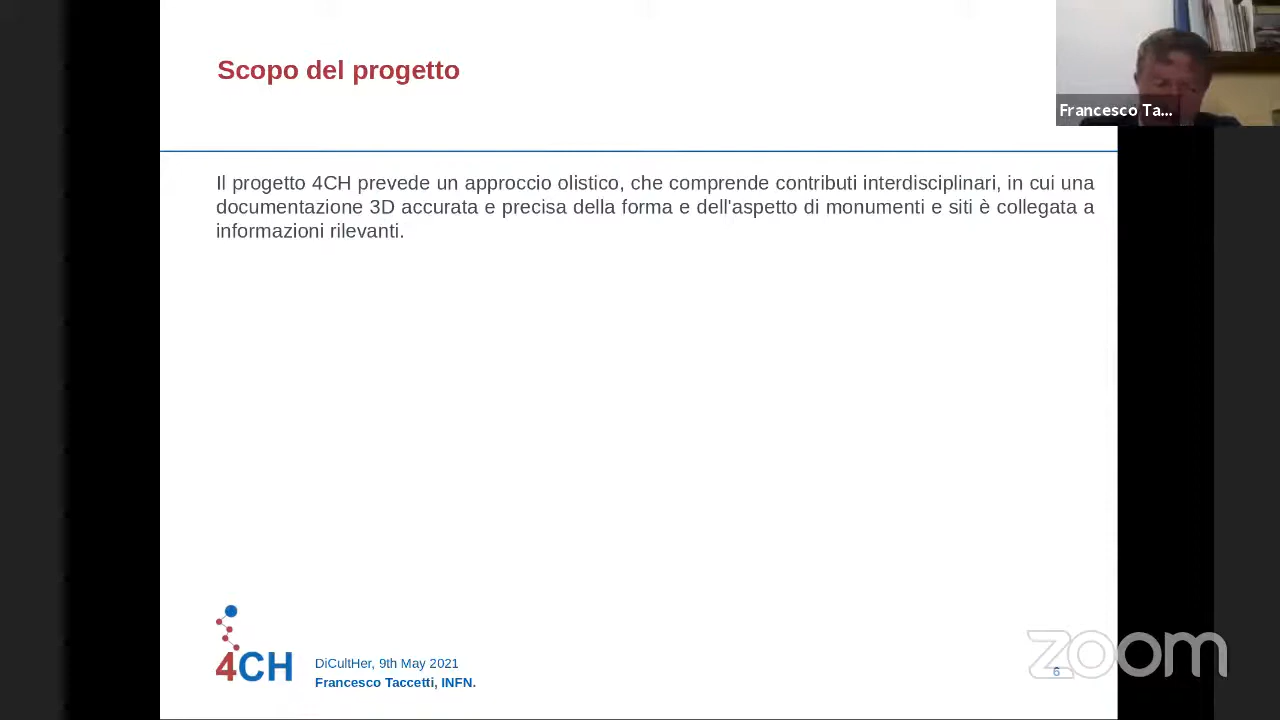 Scopo del progetto
Francesco Ta...
Il progetto 4CH prevede un approccio olistico, che comprende contributi interdisciplinari, in cui una
documentazione 3D accurata e precisa della forma e dell'aspetto di monumenti e siti è collegata a
informazioni rilevanti.
4CH
DiCultHer, 9th May 2021
Francesco Taccetti, INFN.
6
zoom